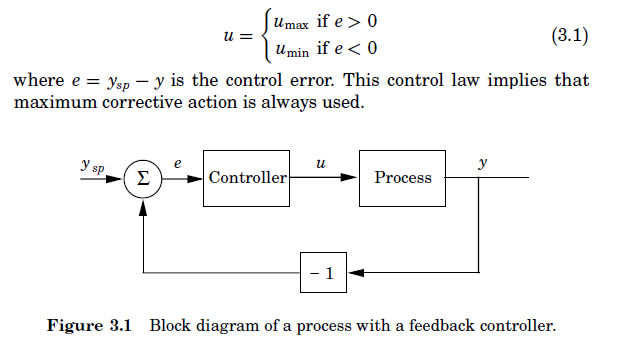 u = { u_max if e > 0
u_min if e < 0 (3.1)
where e = y_sp − y is the control error. This control law implies that
maximum corrective action is always used.
y_sp e u y
Σ Controller Process
− 1
Figure 3.1 Block diagram of a process with a feedback controller.